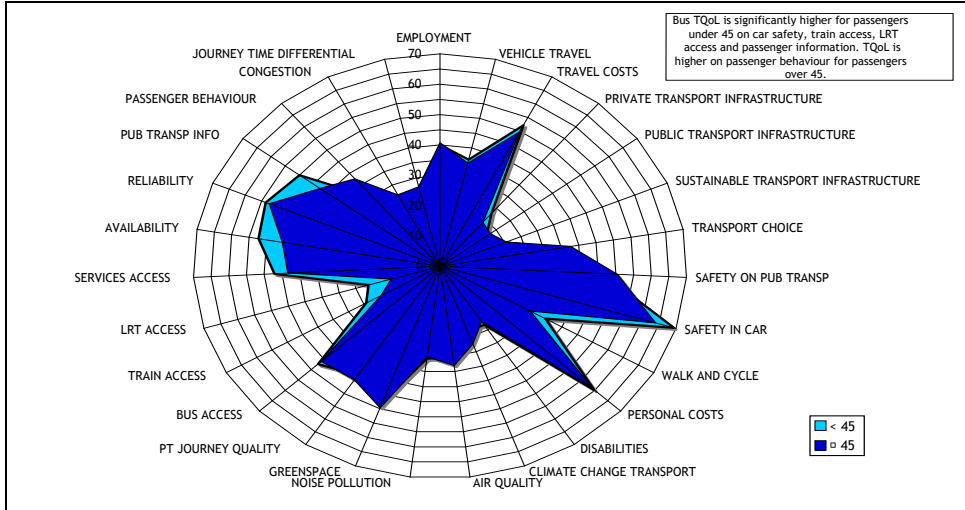 Bus TQoL is significantly higher for passengers
under 45 on car safety, train access, LRT
access and passenger information. TQoL is
higher on passenger behaviour for passengers
over 45.
EMPLOYMENT
VEHICLE TRAVEL
TRAVEL COSTS
PRIVATE TRANSPORT INFRASTRUCTURE
PUBLIC TRANSPORT INFRASTRUCTURE
SUSTAINABLE TRANSPORT INFRASTRUCTURE
TRANSPORT CHOICE
SAFETY ON PUB TRANSP
SAFETY IN CAR
WALK AND CYCLE
PERSONAL COSTS
DISABILITIES
CLIMATE CHANGE TRANSPORT
AIR QUALITY
NOISE POLLUTION
GREENSPACE
PT JOURNEY QUALITY
BUS ACCESS
TRAIN ACCESS
LRT ACCESS
SERVICES ACCESS
AVAILABILITY
RELIABILITY
PUB TRANSP INFO
PASSENGER BEHAVIOUR
CONGESTION
JOURNEY TIME DIFFERENTIAL
70
60
50
40
30
20
10
< 45
¤ 45